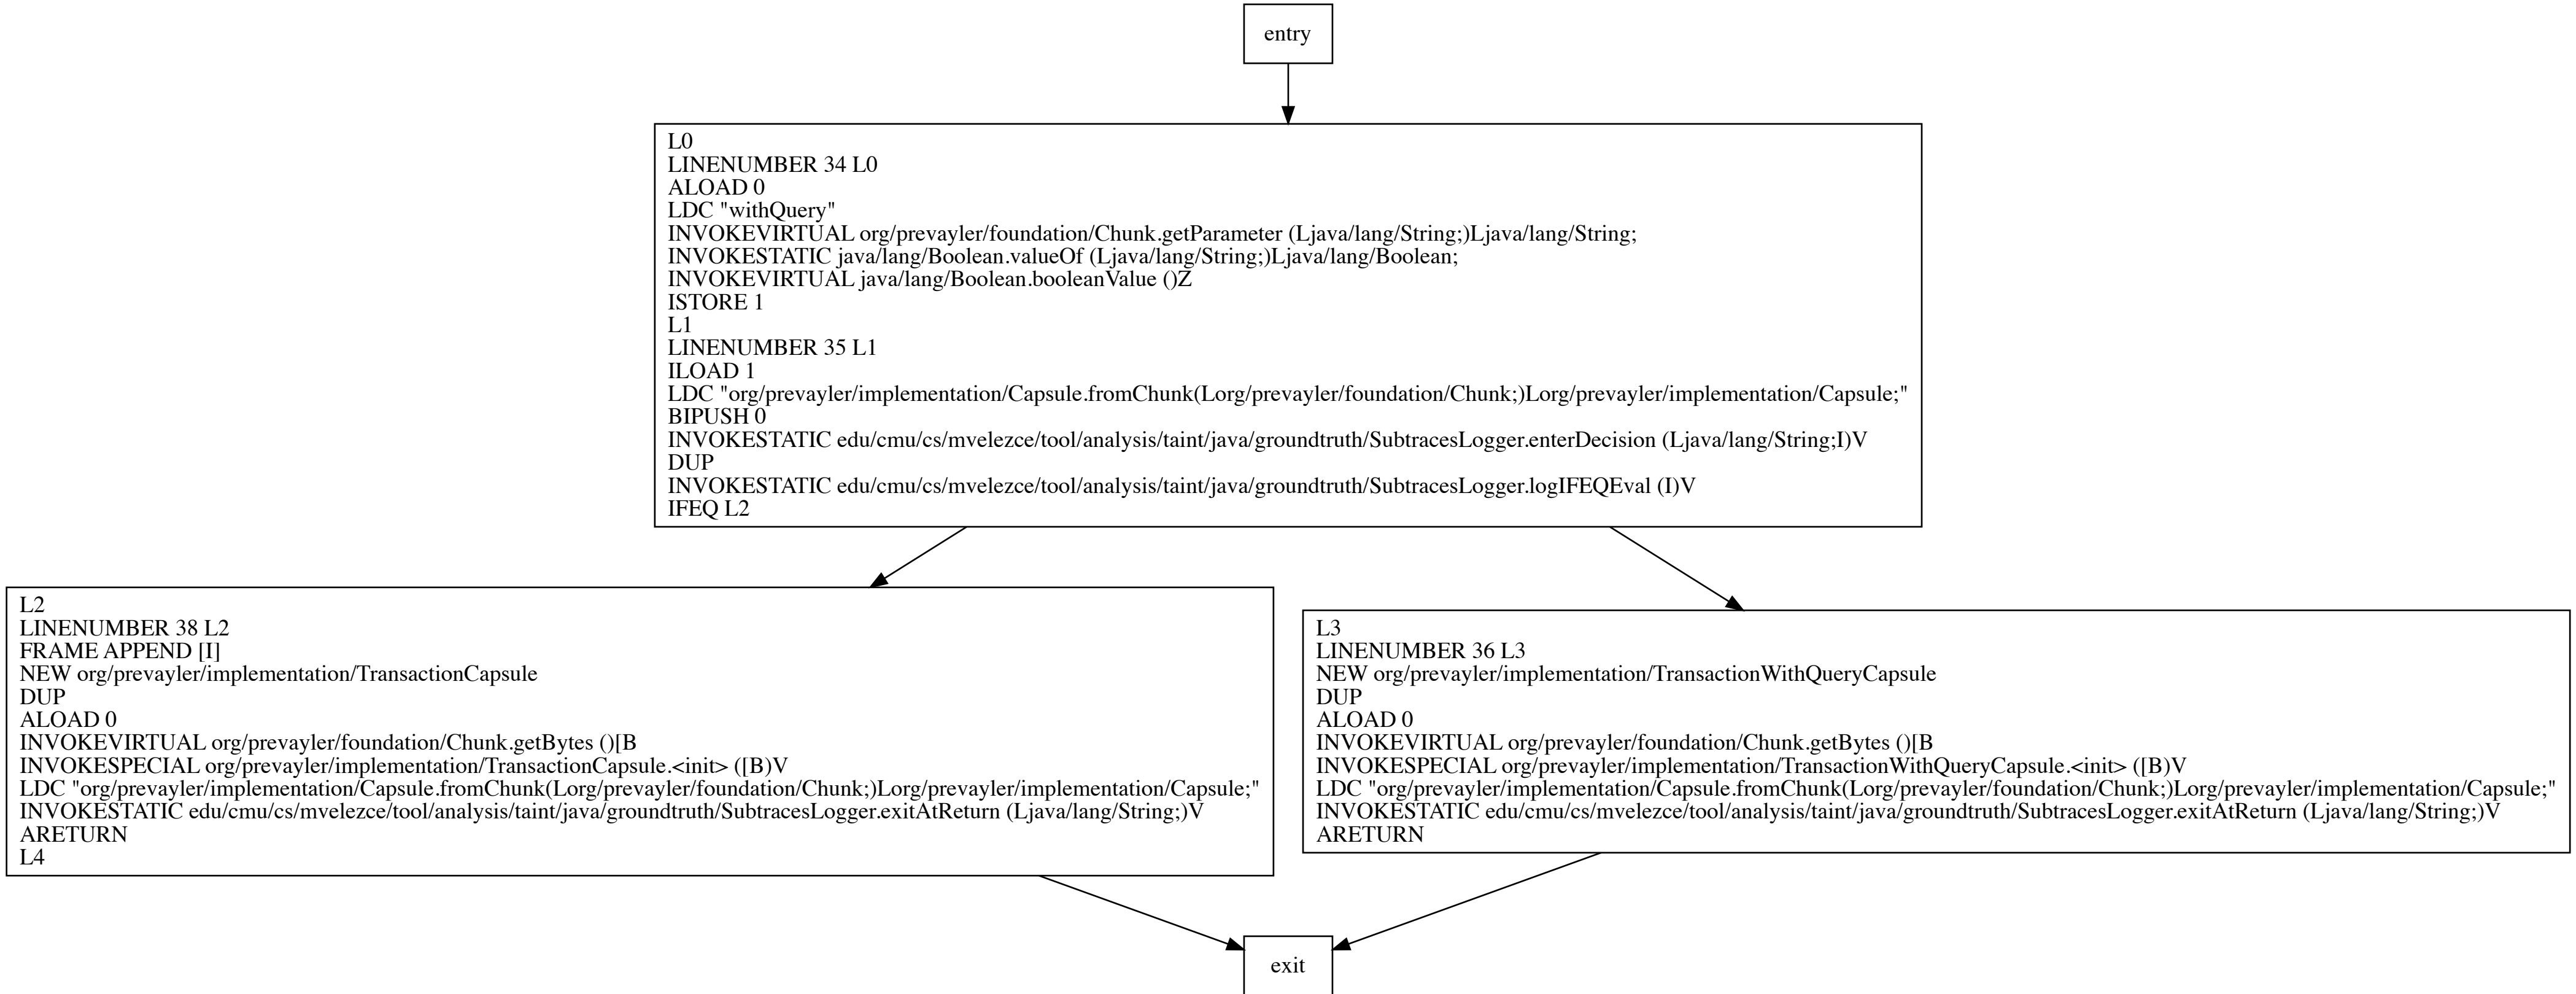 entry
L0
LINENUMBER 34 L0
ALOAD 0
LDC "withQuery"
INVOKEVIRTUAL org/prevayler/foundation/Chunk.getParameter (Ljava/lang/String;)Ljava/lang/String;
INVOKESTATIC java/lang/Boolean.valueOf (Ljava/lang/String;)Ljava/lang/Boolean;
INVOKEVIRTUAL java/lang/Boolean.booleanValue ()Z
ISTORE 1
L1
LINENUMBER 35 L1
ILOAD 1
LDC "org/prevayler/implementation/Capsule.fromChunk(Lorg/prevayler/foundation/Chunk;)Lorg/prevayler/implementation/Capsule;"
BIPUSH 0
INVOKESTATIC edu/cmu/cs/mvelezce/tool/analysis/taint/java/groundtruth/SubtracesLogger.enterDecision (Ljava/lang/String;I)V
DUP
INVOKESTATIC edu/cmu/cs/mvelezce/tool/analysis/taint/java/groundtruth/SubtracesLogger.logIFEQEval (I)V
IFEQ L2
L2
LINENUMBER 38 L2
FRAME APPEND [I]
NEW org/prevayler/implementation/TransactionCapsule
DUP
ALOAD 0
INVOKEVIRTUAL org/prevayler/foundation/Chunk.getBytes ()[B
INVOKESPECIAL org/prevayler/implementation/TransactionCapsule.<init> ([B)V
LDC "org/prevayler/implementation/Capsule.fromChunk(Lorg/prevayler/foundation/Chunk;)Lorg/prevayler/implementation/Capsule;"
INVOKESTATIC edu/cmu/cs/mvelezce/tool/analysis/taint/java/groundtruth/SubtracesLogger.exitAtReturn (Ljava/lang/String;)V
ARETURN
L4
L3
LINENUMBER 36 L3
NEW org/prevayler/implementation/TransactionWithQueryCapsule
DUP
ALOAD 0
INVOKEVIRTUAL org/prevayler/foundation/Chunk.getBytes ()[B
INVOKESPECIAL org/prevayler/implementation/TransactionWithQueryCapsule.<init> ([B)V
LDC "org/prevayler/implementation/Capsule.fromChunk(Lorg/prevayler/foundation/Chunk;)Lorg/prevayler/implementation/Capsule;"
INVOKESTATIC edu/cmu/cs/mvelezce/tool/analysis/taint/java/groundtruth/SubtracesLogger.exitAtReturn (Ljava/lang/String;)V
ARETURN
exit